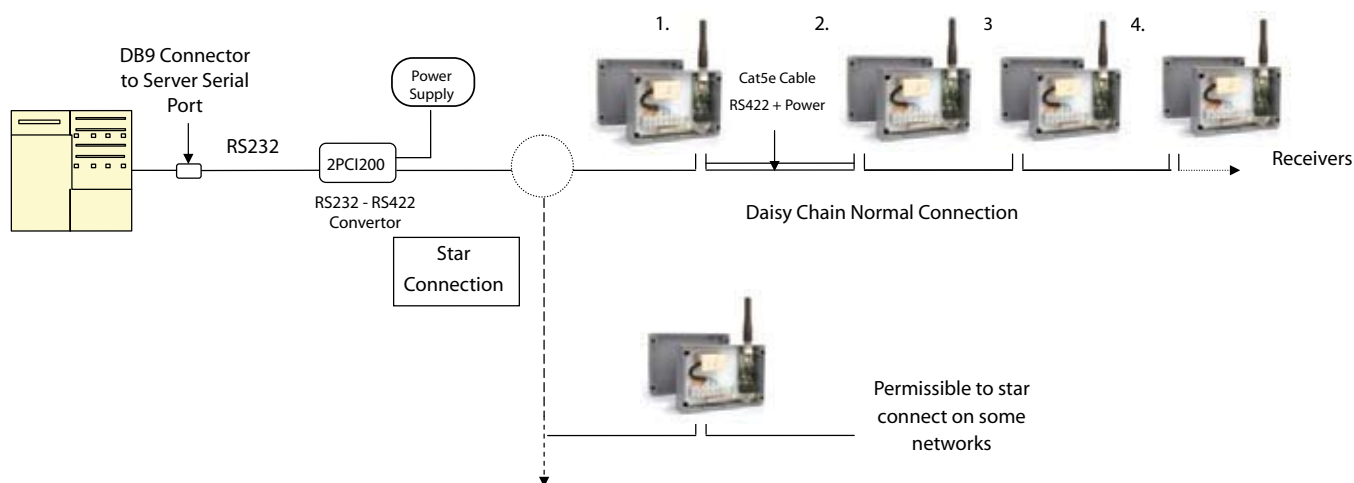 1.
2.
3
4.
DB9 Connector
to Server Serial
Port
Power
Supply
Cat5e Cable
RS422 + Power
RS232
2PCI200
Receivers
RS232 - RS422
Convertor
Daisy Chain Normal Connection
Star
Connection
Permissible to star
connect on some
networks